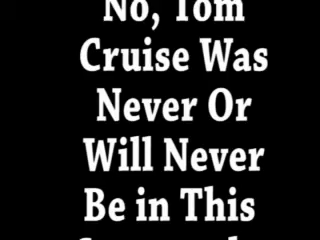 No, Tom
Cruise Was
Never Or
Will Never
Be in This